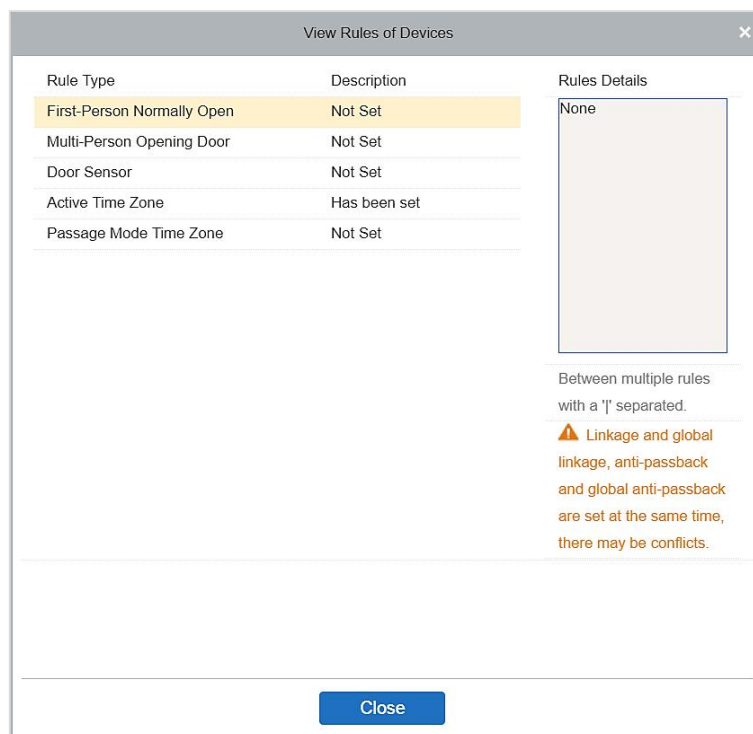 View Rules of Devices
×
Rule Type Description Rules Details
First-Person Normally Open Not Set None
Multi-Person Opening Door Not Set
Door Sensor Not Set
Active Time Zone Has been set
Passage Mode Time Zone Not Set
Between multiple rules
with a '|' separated.
Linkage and global
linkage, anti-passback
and global anti-passback
are set at the same time,
there may be conflicts.
Close